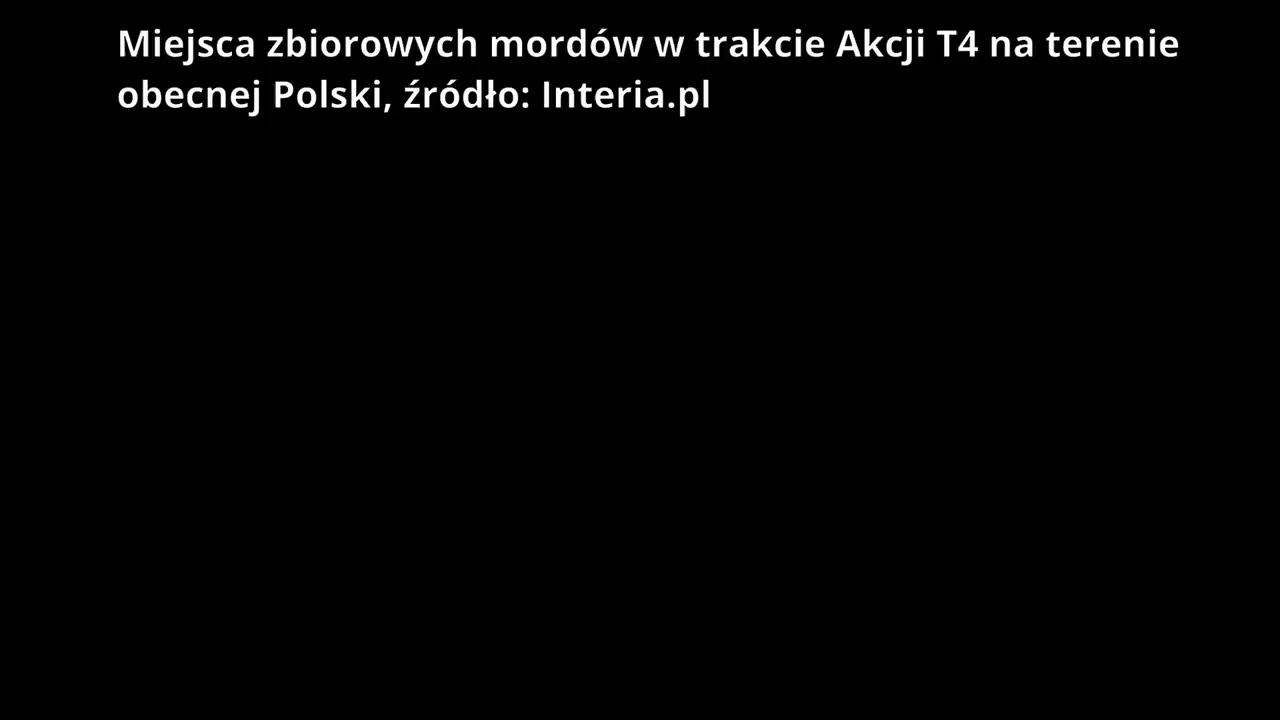 Miejsca zbiorowych mordów w trakcie Akcji T4 na terenie
obecnej Polski, źródło: Interia.pl